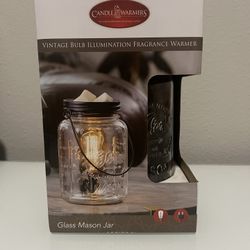 CANDLE WARMERS
VINTAGE BULB ILLUMINATION FRAGRANCE WARMER
Glass Mason Jar